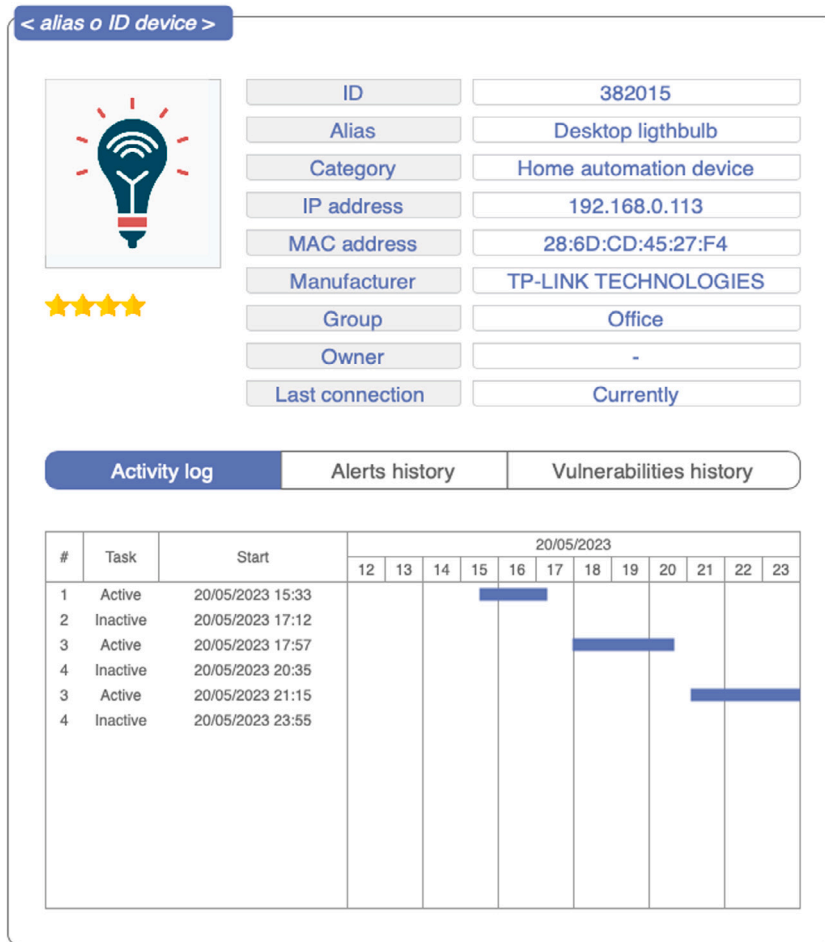 < alias o ID device >
ID 382015
Alias Desktop ligthbulb
Category Home automation device
IP address 192.168.0.113
MAC address 28:6D:CD:45:27:F4
Manufacturer TP-LINK TECHNOLOGIES
Group Office
Owner -
Last connection Currently
Activity log Alerts history Vulnerabilities history
# Task Start 20/05/2023
12 13 14 15 16 17 18 19 20 21 22 23
1 Active 20/05/2023 15:33
2 Inactive 20/05/2023 17:12
3 Active 20/05/2023 17:57
4 Inactive 20/05/2023 20:35
3 Active 20/05/2023 21:15
4 Inactive 20/05/2023 23:55